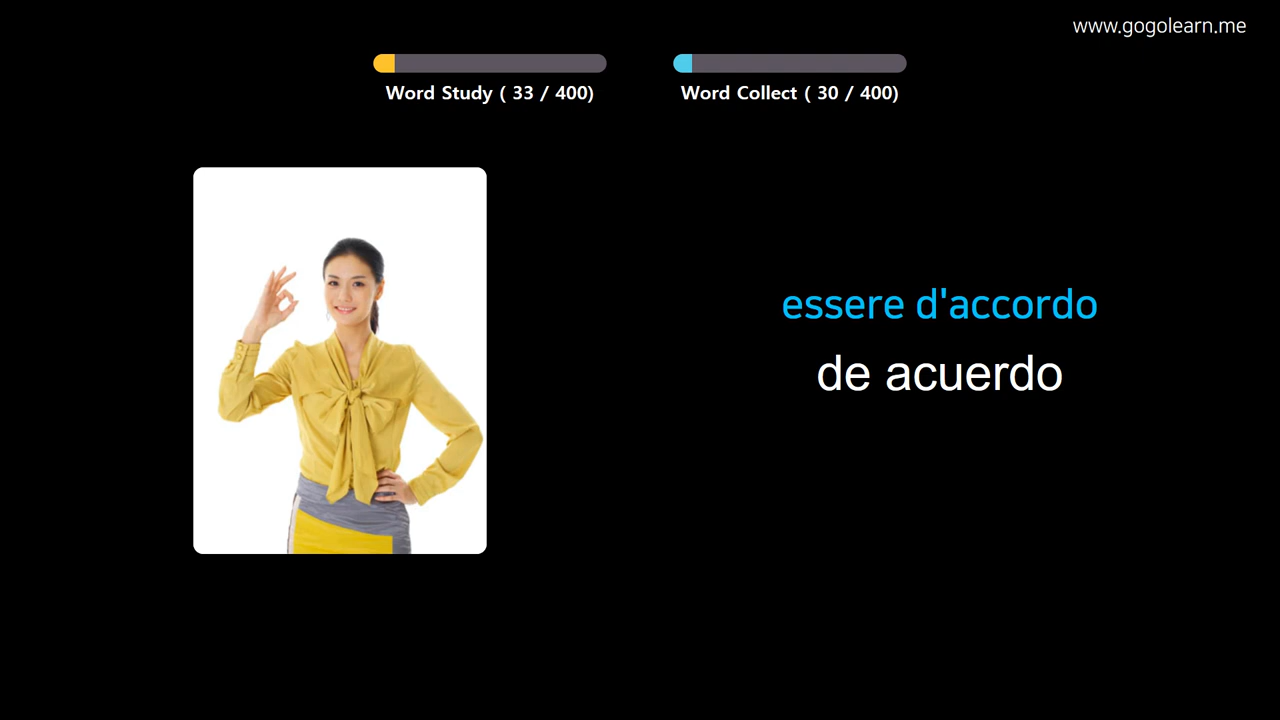 www.gogolearn.me
Word Study ( 33 / 400)
Word Collect ( 30 / 400)
essere d'accordo
de acuerdo